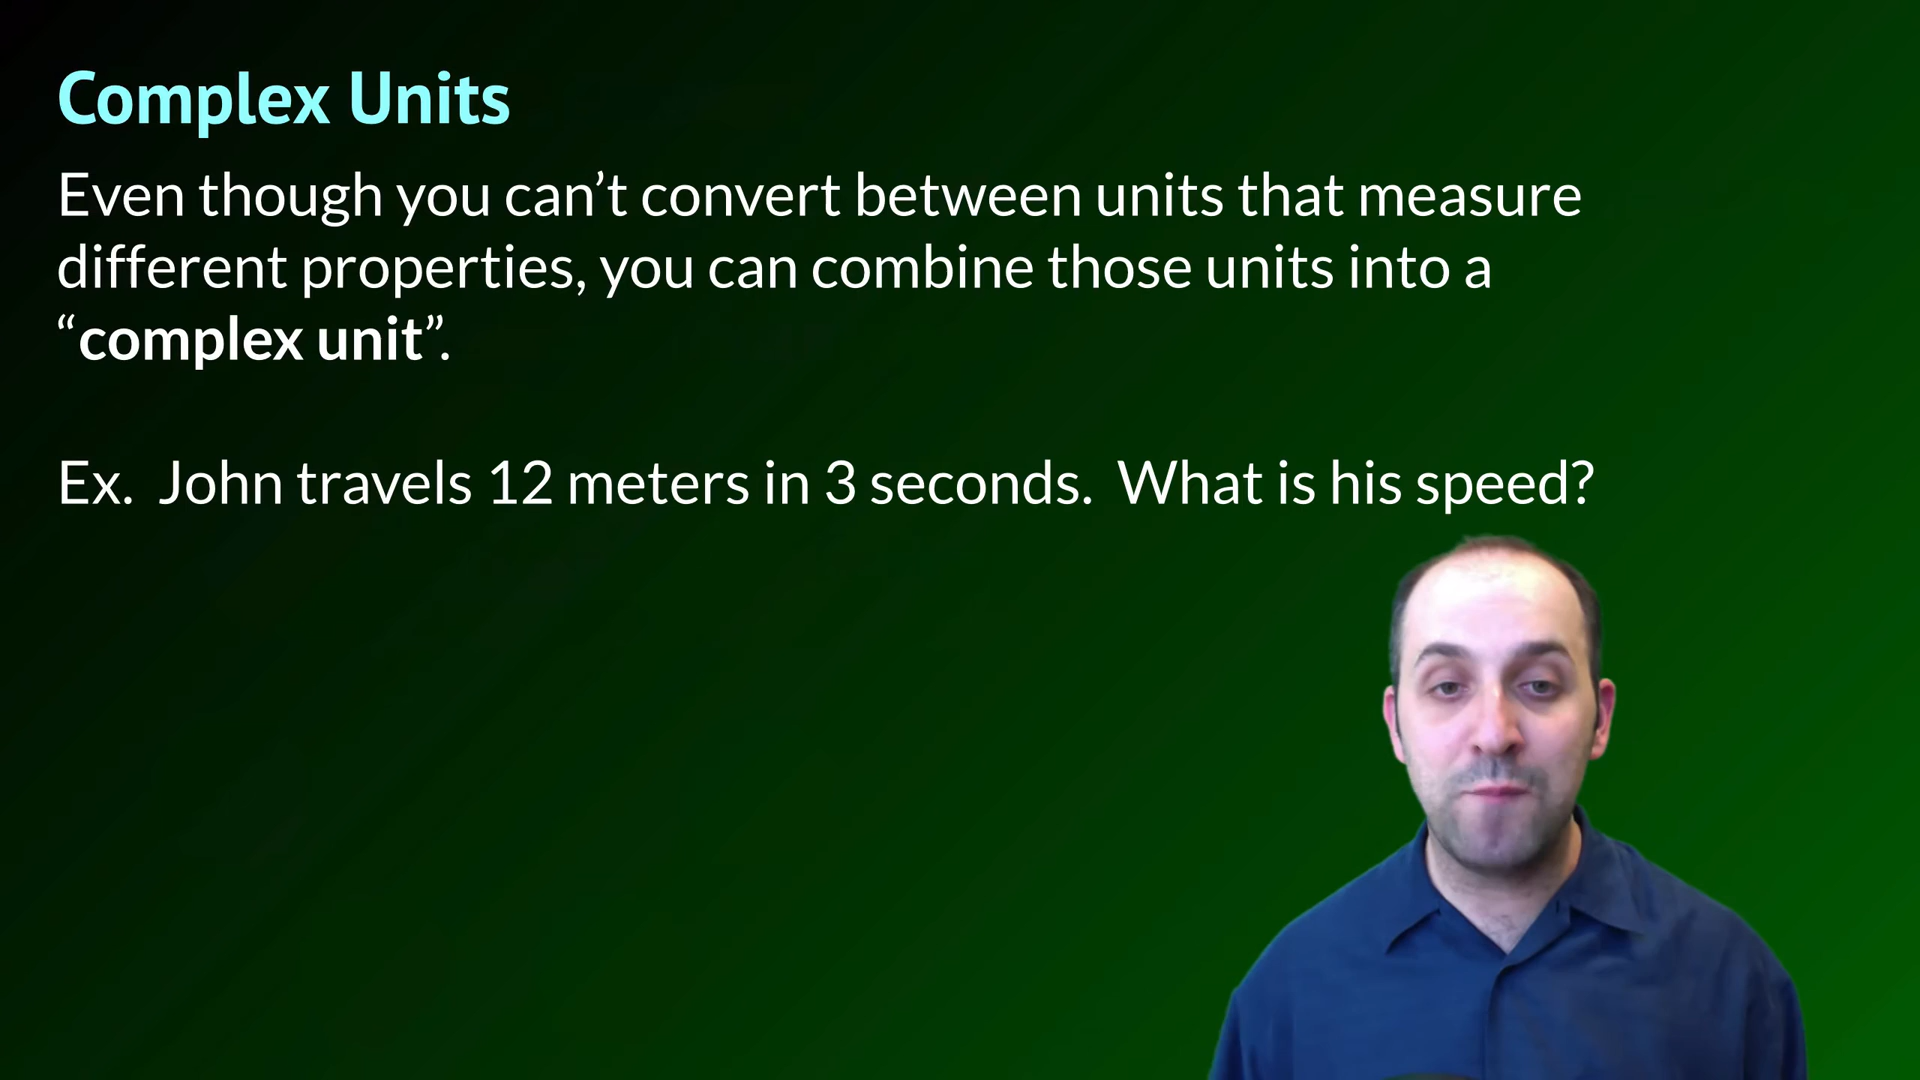 Complex Units
Even though you can’t convert between units that measure
different properties, you can combine those units into a
“complex unit”.
Ex.  John travels 12 meters in 3 seconds.  What is his speed?